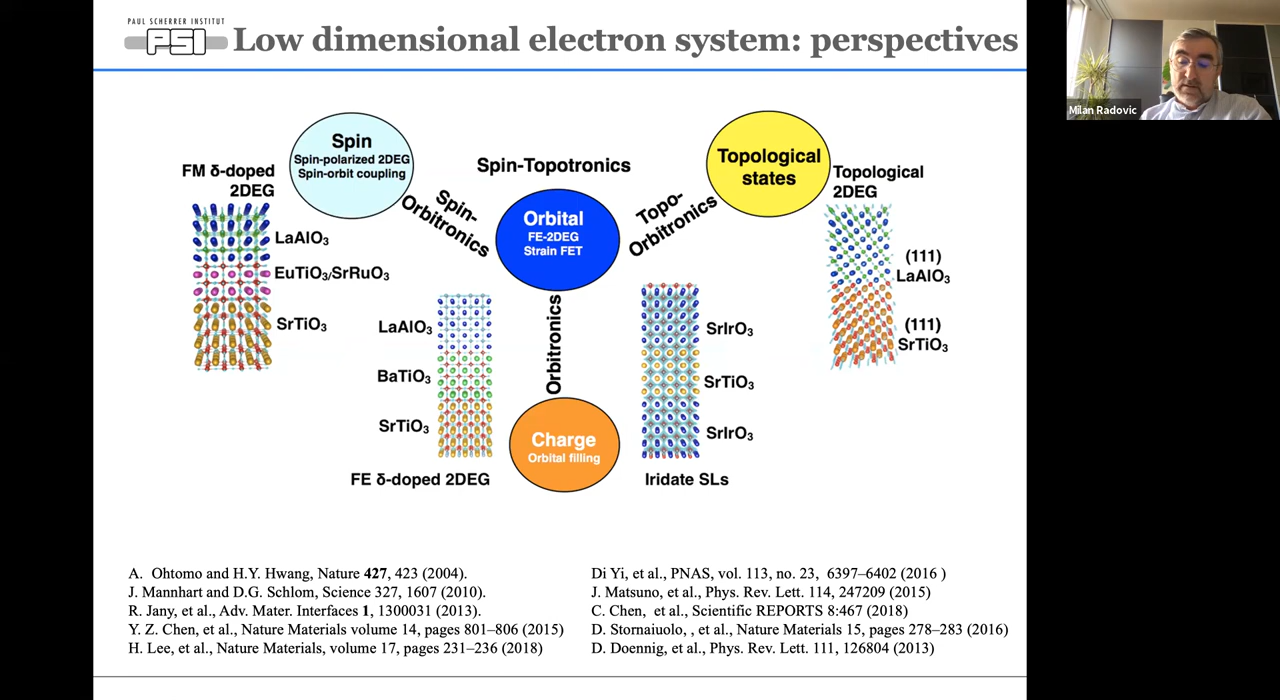 PAUL SCHERRER INSTITUT
PSI
Low dimensional electron system: perspectives
Milan Radovic
Spin
Spin-polarized 2DEG
Spin-orbit coupling
FM δ-doped
2DEG
LaAlO₃
EuTiO₃/SrRuO₃
SrTiO₃
Spin-Topotronics
Spin-
Orbitronics
Orbital
FE-2DEG
Strain FET
Topo-
Orbitronics
Topological
states
Topological
2DEG
(111)
LaAlO₃
(111)
SrTiO₃
LaAlO₃
BaTiO₃
SrTiO₃
FE δ-doped 2DEG
Orbitronics
Charge
Orbital filling
SrIrO₃
SrTiO₃
SrIrO₃
Iridate SLs
A. Ohtomo and H.Y. Hwang, Nature 427, 423 (2004).
J. Mannhart and D.G. Schlom, Science 327, 1607 (2010).
R. Jany, et al., Adv. Mater. Interfaces 1, 1300031 (2013).
Y. Z. Chen, et al., Nature Materials volume 14, pages 801–806 (2015)
H. Lee, et al., Nature Materials, volume 17, pages 231–236 (2018)
Di Yi, et al., PNAS, vol. 113, no. 23, 6397–6402 (2016 )
J. Matsuno, et al., Phys. Rev. Lett. 114, 247209 (2015)
C. Chen, et al., Scientific REPORTS 8:467 (2018)
D. Stornaiuolo, , et al., Nature Materials 15, pages 278–283 (2016)
D. Doennig, et al., Phys. Rev. Lett. 111, 126804 (2013)